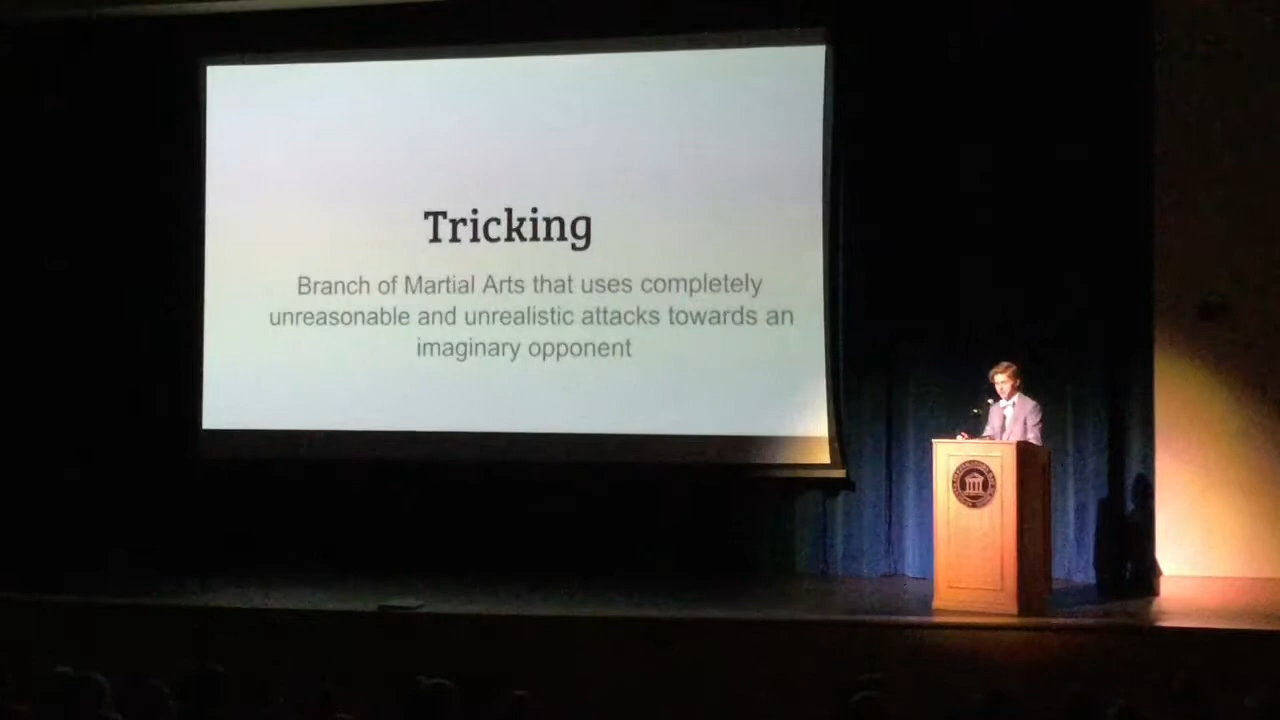 Tricking
Branch of Martial Arts that uses completely
unreasonable and unrealistic attacks towards an
imaginary opponent